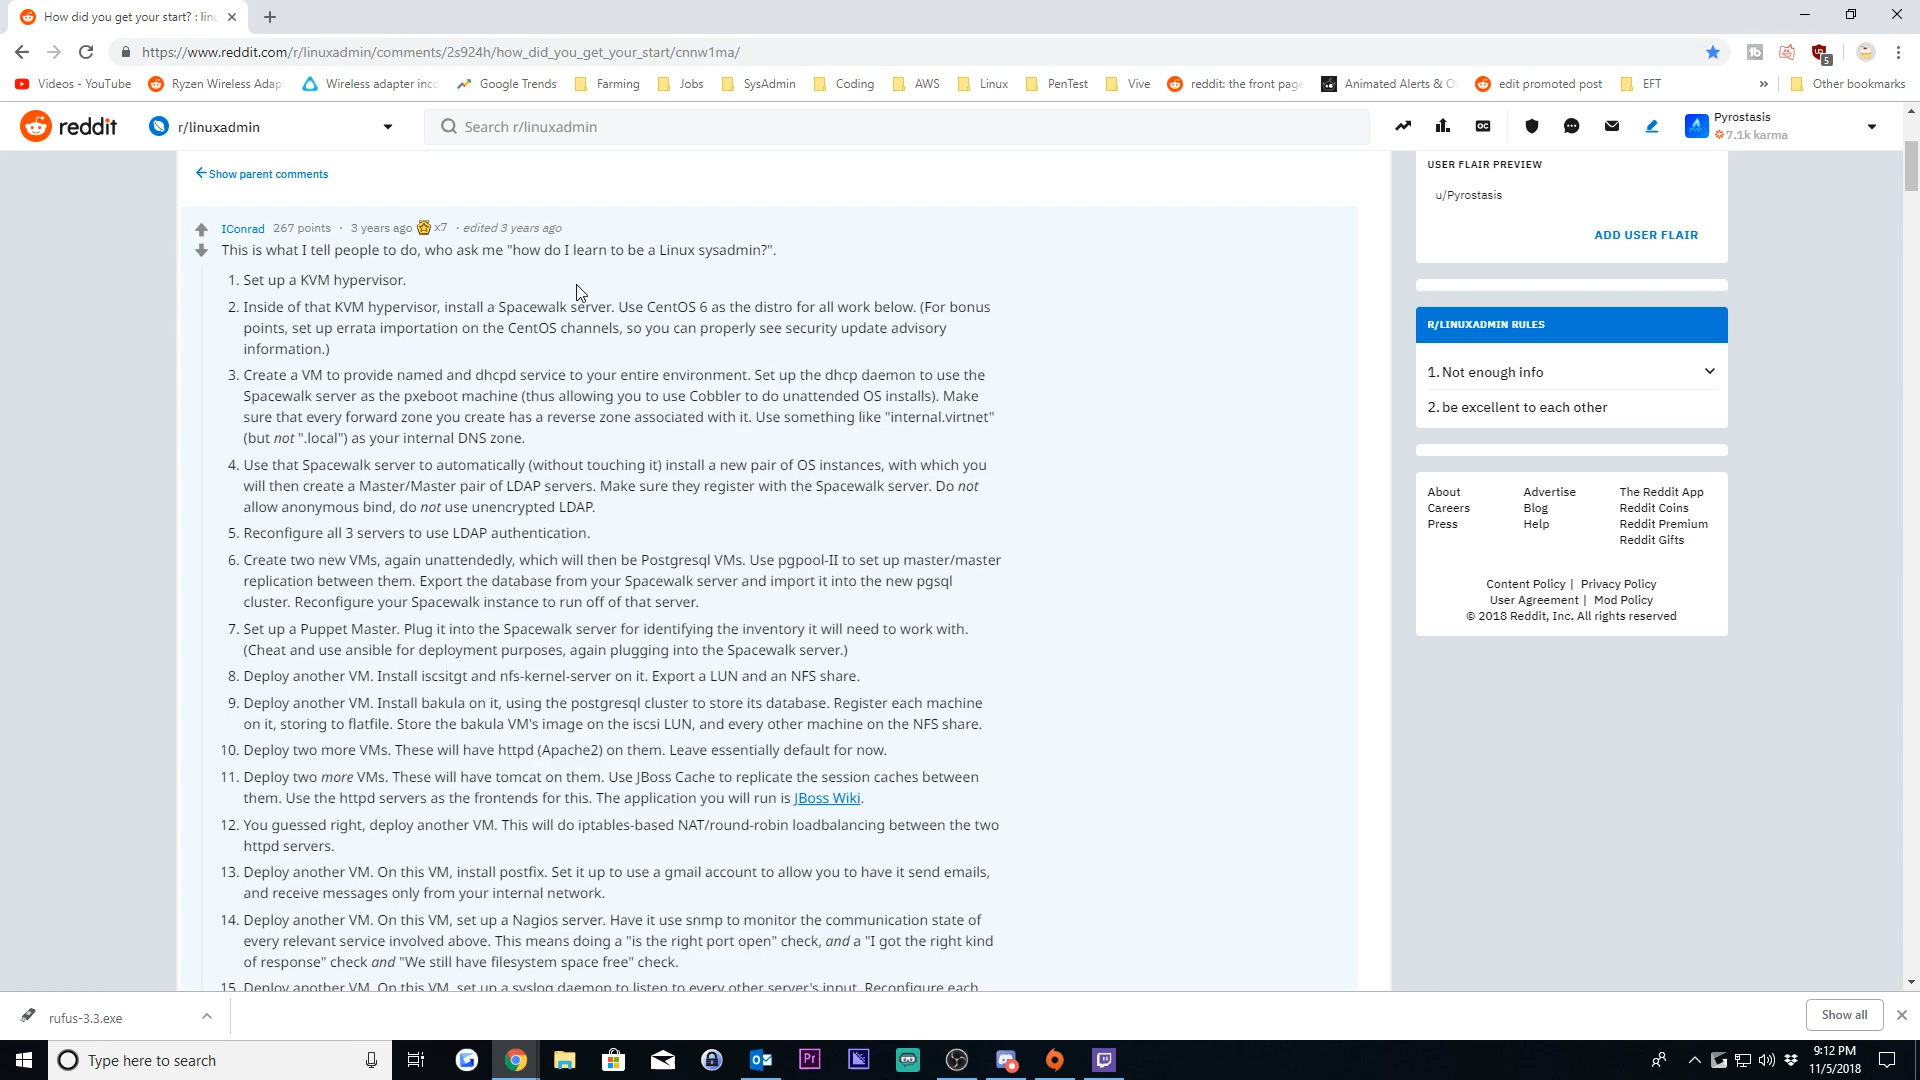 How did you get your start? : linu
https://www.reddit.com/r/linuxadmin/comments/2s924h/how_did_you_get_your_start/cnnw1ma/
5
Videos - YouTube
Ryzen Wireless Adap
Wireless adapter inco
Google Trends
Farming
Jobs
SysAdmin
Coding
AWS
Linux
PenTest
Vive
reddit: the front page
Animated Alerts & O
edit promoted post
EFT
»
Other bookmarks
reddit
r/linuxadmin
Search r/linuxadmin
Pyrostasis
7.1k karma
Show parent comments
IConrad 267 points · 3 years ago x7 · edited 3 years ago
This is what I tell people to do, who ask me "how do I learn to be a Linux sysadmin?".
1. Set up a KVM hypervisor.
2. Inside of that KVM hypervisor, install a Spacewalk server. Use CentOS 6 as the distro for all work below. (For bonus
points, set up errata importation on the CentOS channels, so you can properly see security update advisory
information.)
3. Create a VM to provide named and dhcpd service to your entire environment. Set up the dhcp daemon to use the
Spacewalk server as the pxeboot machine (thus allowing you to use Cobbler to do unattended OS installs). Make
sure that every forward zone you create has a reverse zone associated with it. Use something like "internal.virtnet"
(but not ".local") as your internal DNS zone.
4. Use that Spacewalk server to automatically (without touching it) install a new pair of OS instances, with which you
will then create a Master/Master pair of LDAP servers. Make sure they register with the Spacewalk server. Do not
allow anonymous bind, do not use unencrypted LDAP.
5. Reconfigure all 3 servers to use LDAP authentication.
6. Create two new VMs, again unattendedly, which will then be Postgresql VMs. Use pgpool-II to set up master/master
replication between them. Export the database from your Spacewalk server and import it into the new pgsql
cluster. Reconfigure your Spacewalk instance to run off of that server.
7. Set up a Puppet Master. Plug it into the Spacewalk server for identifying the inventory it will need to work with.
(Cheat and use ansible for deployment purposes, again plugging into the Spacewalk server.)
8. Deploy another VM. Install iscsitgt and nfs-kernel-server on it. Export a LUN and an NFS share.
9. Deploy another VM. Install bakula on it, using the postgresql cluster to store its database. Register each machine
on it, storing to flatfile. Store the bakula VM's image on the iscsi LUN, and every other machine on the NFS share.
10. Deploy two more VMs. These will have httpd (Apache2) on them. Leave essentially default for now.
11. Deploy two more VMs. These will have tomcat on them. Use JBoss Cache to replicate the session caches between
them. Use the httpd servers as the frontends for this. The application you will run is JBoss Wiki.
12. You guessed right, deploy another VM. This will do iptables-based NAT/round-robin loadbalancing between the two
httpd servers.
13. Deploy another VM. On this VM, install postfix. Set it up to use a gmail account to allow you to have it send emails,
and receive messages only from your internal network.
14. Deploy another VM. On this VM, set up a Nagios server. Have it use snmp to monitor the communication state of
every relevant service involved above. This means doing a "is the right port open" check, and a "I got the right kind
of response" check and "We still have filesystem space free" check.
15. Deploy another VM. On this VM, set up a syslog daemon to listen to every other server's input. Reconfigure each
USER FLAIR PREVIEW
u/Pyrostasis
ADD USER FLAIR
R/LINUXADMIN RULES
1. Not enough info
2. be excellent to each other
About Advertise The Reddit App
Careers Blog Reddit Coins
Press Help Reddit Premium
Reddit Gifts
Content Policy | Privacy Policy
User Agreement | Mod Policy
© 2018 Reddit, Inc. All rights reserved
rufus-3.3.exe
Show all
Type here to search
Pr
9:12 PM
11/5/2018